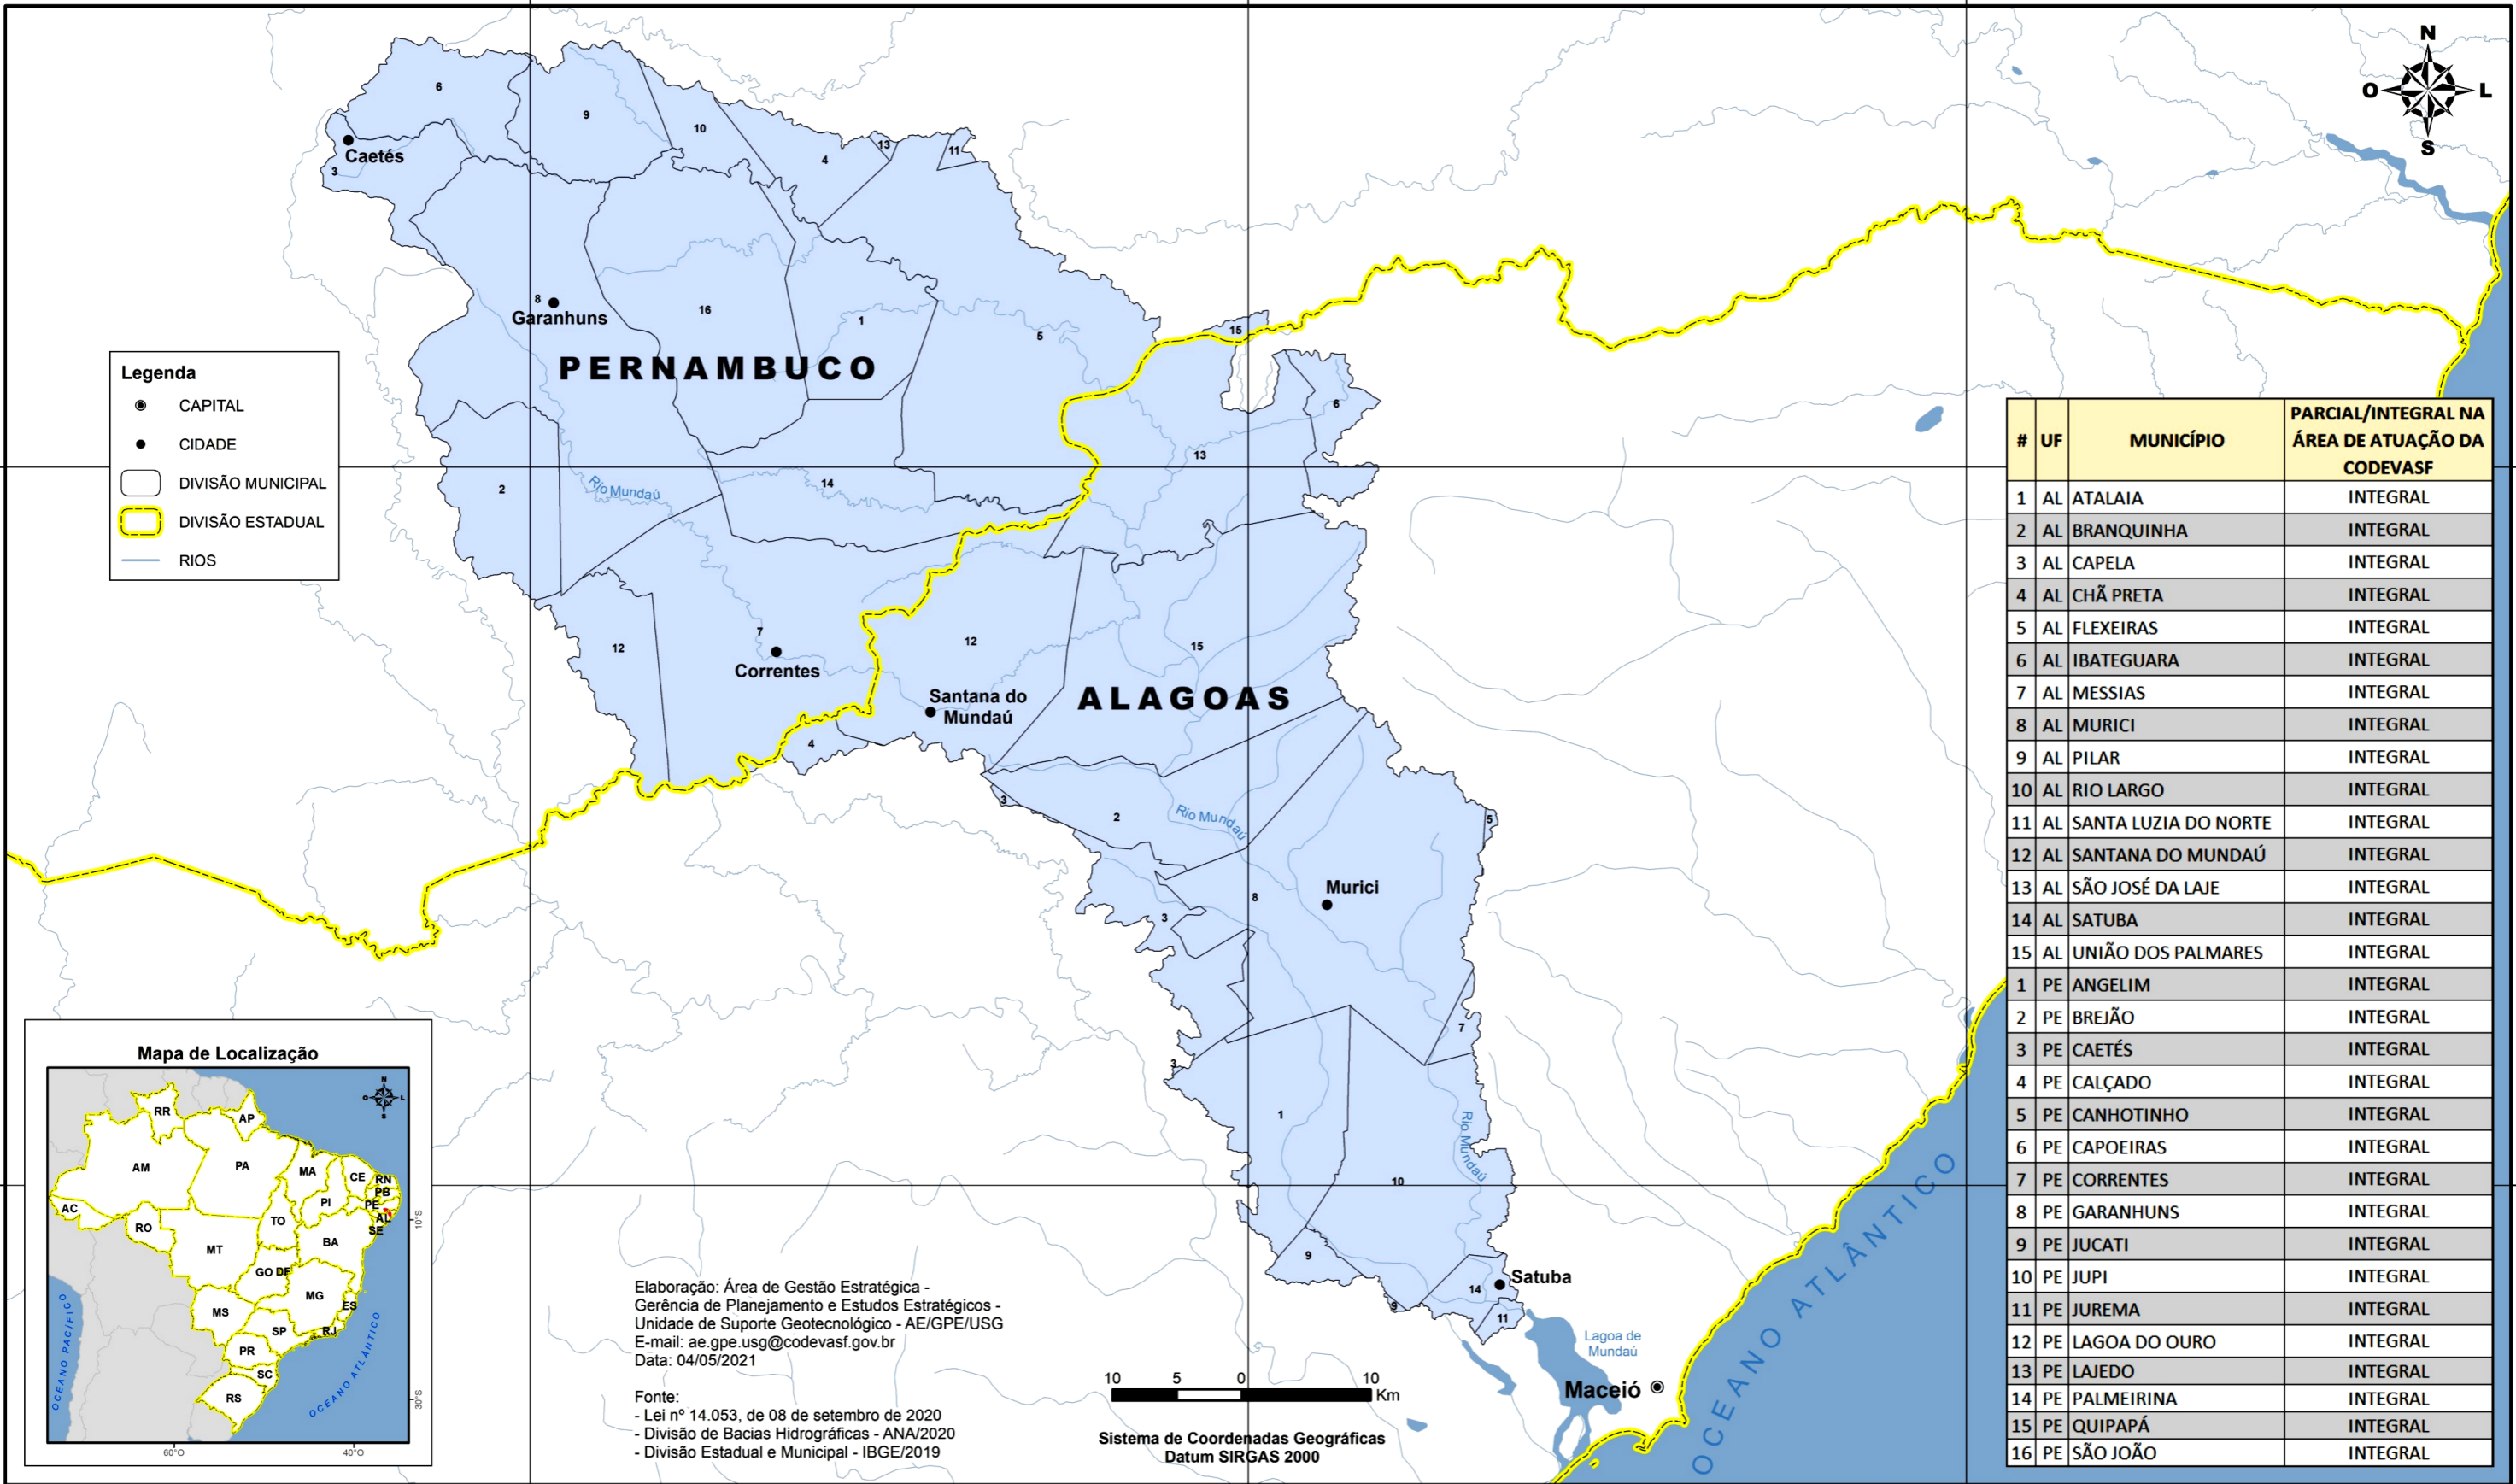 N
O
L
S
6
9
10
4
13
11
Caetés
3
8
Garanhuns
16
1
5
15
PERNAMBUCO
6
13
2
Rio Mundaú
14
12
7
Correntes
12
15
Santana do
Mundaú
ALAGOAS
4
3
2
Rio Mundaú
5
Murici
8
3
7
3
1
Rio Mundaú
10
9
14
Satuba
9
11
Lagoa de
Mundaú
Maceió
OCEANO ATLÂNTICO
Legenda
CAPITAL
CIDADE
DIVISÃO MUNICIPAL
DIVISÃO ESTADUAL
RIOS
# UF MUNICÍPIO PARCIAL/INTEGRAL NA
ÁREA DE ATUAÇÃO DA
CODEVASF
1 AL ATALAIA INTEGRAL
2 AL BRANQUINHA INTEGRAL
3 AL CAPELA INTEGRAL
4 AL CHÃ PRETA INTEGRAL
5 AL FLEXEIRAS INTEGRAL
6 AL IBATEGUARA INTEGRAL
7 AL MESSIAS INTEGRAL
8 AL MURICI INTEGRAL
9 AL PILAR INTEGRAL
10 AL RIO LARGO INTEGRAL
11 AL SANTA LUZIA DO NORTE INTEGRAL
12 AL SANTANA DO MUNDAÚ INTEGRAL
13 AL SÃO JOSÉ DA LAJE INTEGRAL
14 AL SATUBA INTEGRAL
15 AL UNIÃO DOS PALMARES INTEGRAL
1 PE ANGELIM INTEGRAL
2 PE BREJÃO INTEGRAL
3 PE CAETÉS INTEGRAL
4 PE CALÇADO INTEGRAL
5 PE CANHOTINHO INTEGRAL
6 PE CAPOEIRAS INTEGRAL
7 PE CORRENTES INTEGRAL
8 PE GARANHUNS INTEGRAL
9 PE JUCATI INTEGRAL
10 PE JUPI INTEGRAL
11 PE JUREMA INTEGRAL
12 PE LAGOA DO OURO INTEGRAL
13 PE LAJEDO INTEGRAL
14 PE PALMEIRINA INTEGRAL
15 PE QUIPAPÁ INTEGRAL
16 PE SÃO JOÃO INTEGRAL
Mapa de Localização
N
O
L
S
RR
AP
AM
PA
MA
CE
RN
PB
PI
PE
AC
AL
RO
TO
SE
BA
MT
GO DF
MG
MS
ES
SP
RJ
PR
SC
RS
OCEANO PACÍFICO
OCEANO ATLÂNTICO
10°S
30°S
60°O
40°O
Elaboração: Área de Gestão Estratégica -
Gerência de Planejamento e Estudos Estratégicos -
Unidade de Suporte Geotecnológico - AE/GPE/USG
E-mail: ae.gpe.usg@codevasf.gov.br
Data: 04/05/2021
Fonte:
- Lei nº 14.053, de 08 de setembro de 2020
- Divisão de Bacias Hidrográficas - ANA/2020
- Divisão Estadual e Municipal - IBGE/2019
10 5 0 10
Km
Sistema de Coordenadas Geográficas
Datum SIRGAS 2000